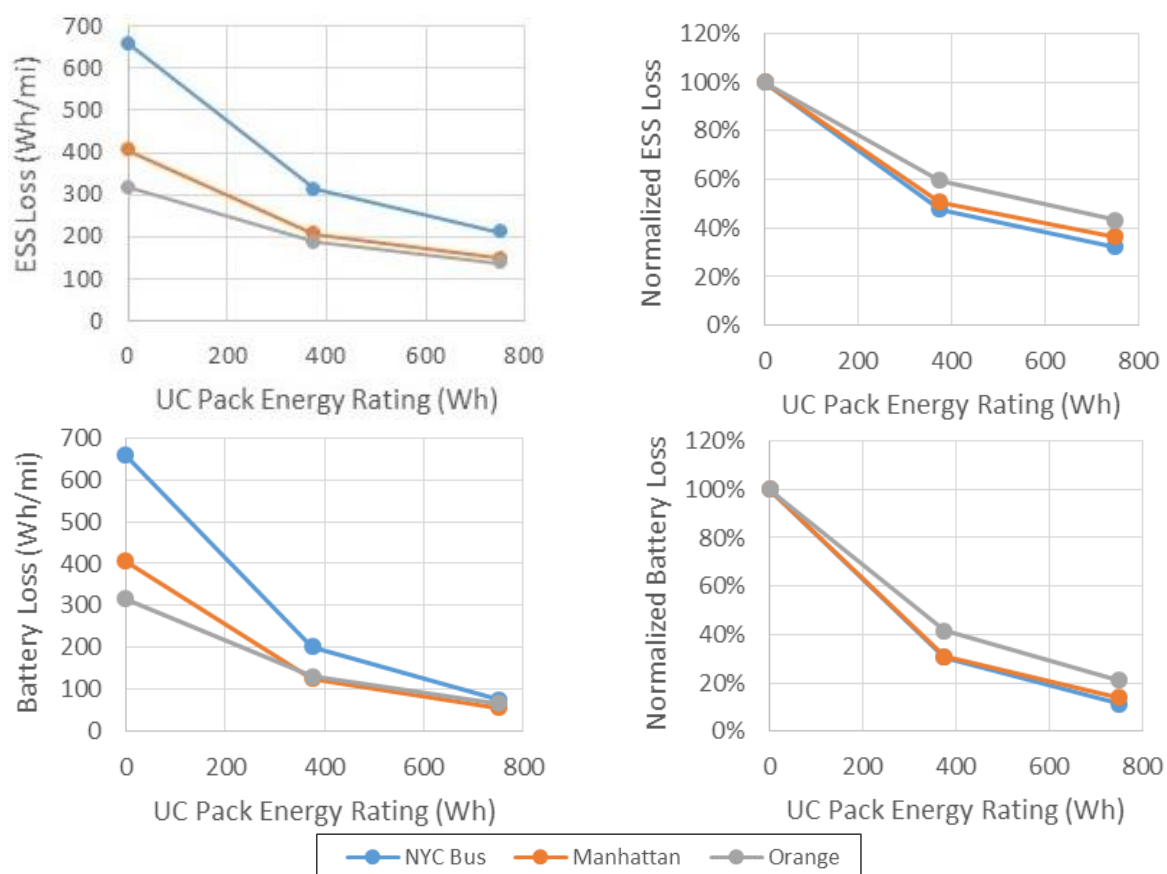 700
600
500
400
300
200
100
0
ESS Loss (Wh/mi)
0 200 400 600 800
UC Pack Energy Rating (Wh)
120%
100%
80%
60%
40%
20%
0%
Normalized ESS Loss
0 200 400 600 800
UC Pack Energy Rating (Wh)
700
600
500
400
300
200
100
0
Battery Loss (Wh/mi)
0 200 400 600 800
UC Pack Energy Rating (Wh)
120%
100%
80%
60%
40%
20%
0%
Normalized Battery Loss
0 200 400 600 800
UC Pack Energy Rating (Wh)
NYC Bus Manhattan Orange